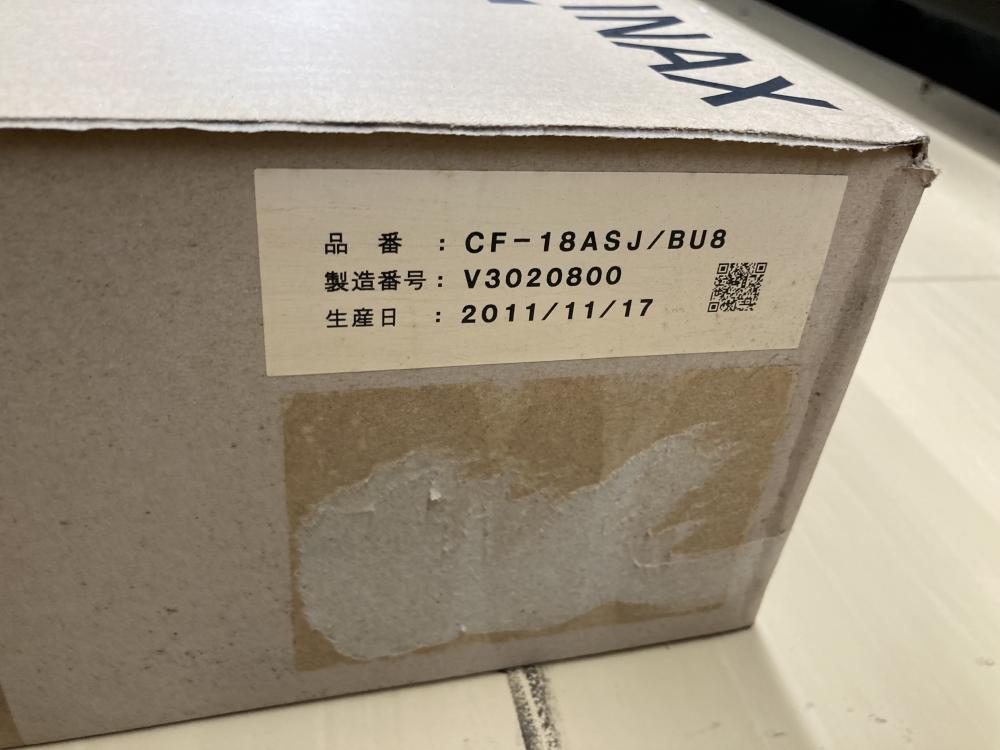 INAX
品 番 : CF-18ASJ/BU8
製造番号: V3020800
生産日 : 2011/11/17